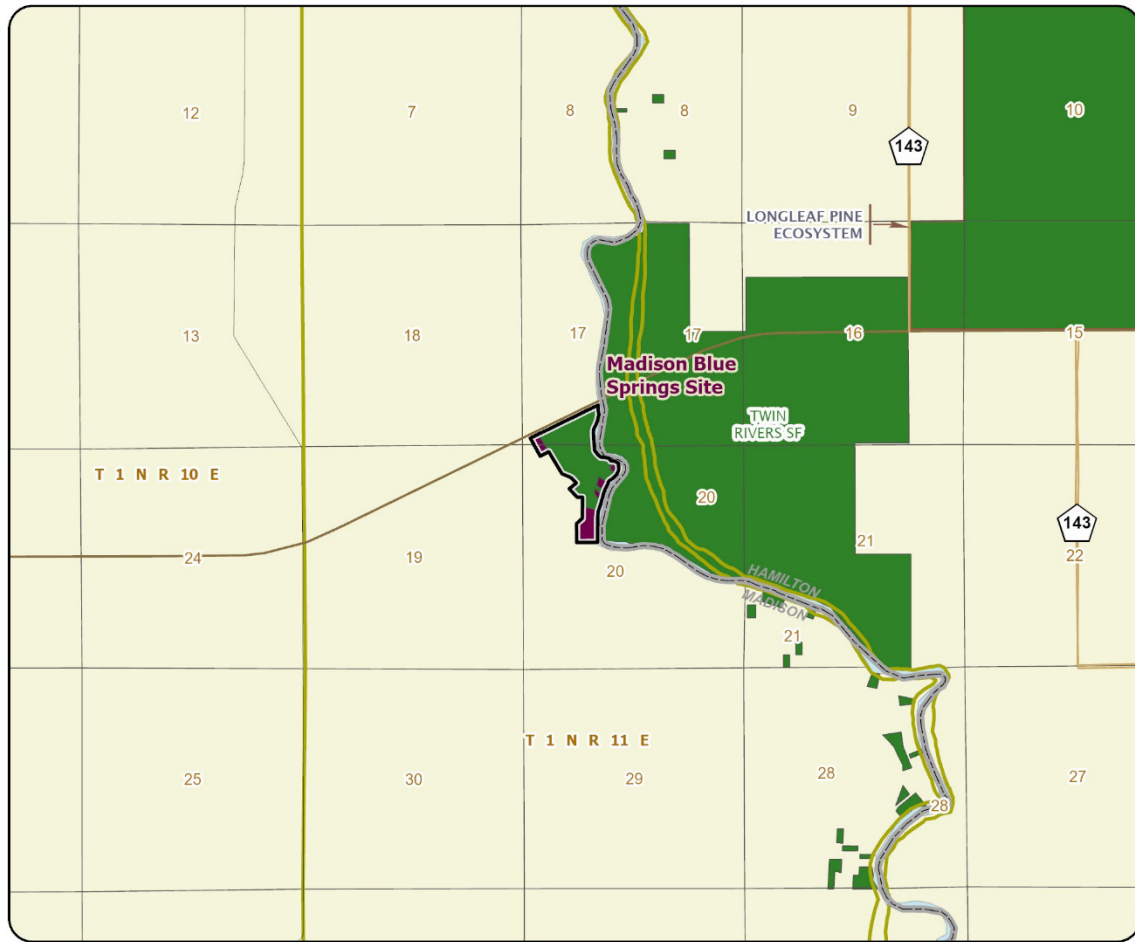 12
7
8
8
9
10
143
LONGLEAF PINE
ECOSYSTEM
13
18
17
17
16
15
Madison Blue
Springs Site
TWIN
RIVERS SF
T 1 N R 10 E
24
19
20
20
21
143
22
HAMILTON
MADISON
21
T 1 N R 11 E
25
30
29
28
28
27